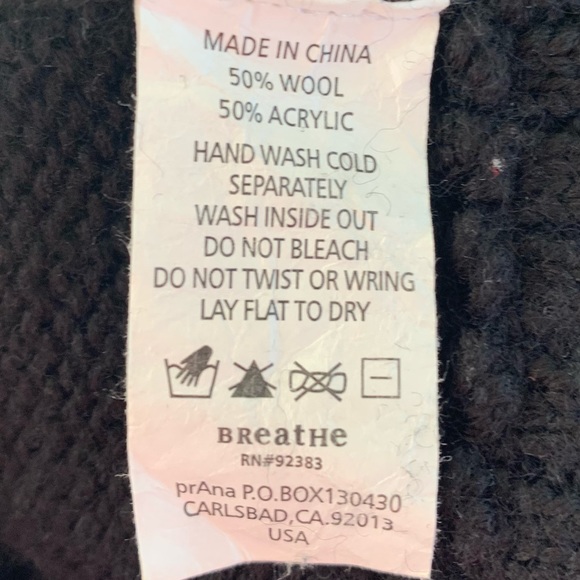 MADE IN CHINA
50% WOOL
50% ACRYLIC
HAND WASH COLD
SEPARATELY
WASH INSIDE OUT
DO NOT BLEACH
DO NOT TWIST OR WRING
LAY FLAT TO DRY
BReatHe
RN#92383
prAna P.O.BOX130430
CARLSBAD,CA.92013
USA